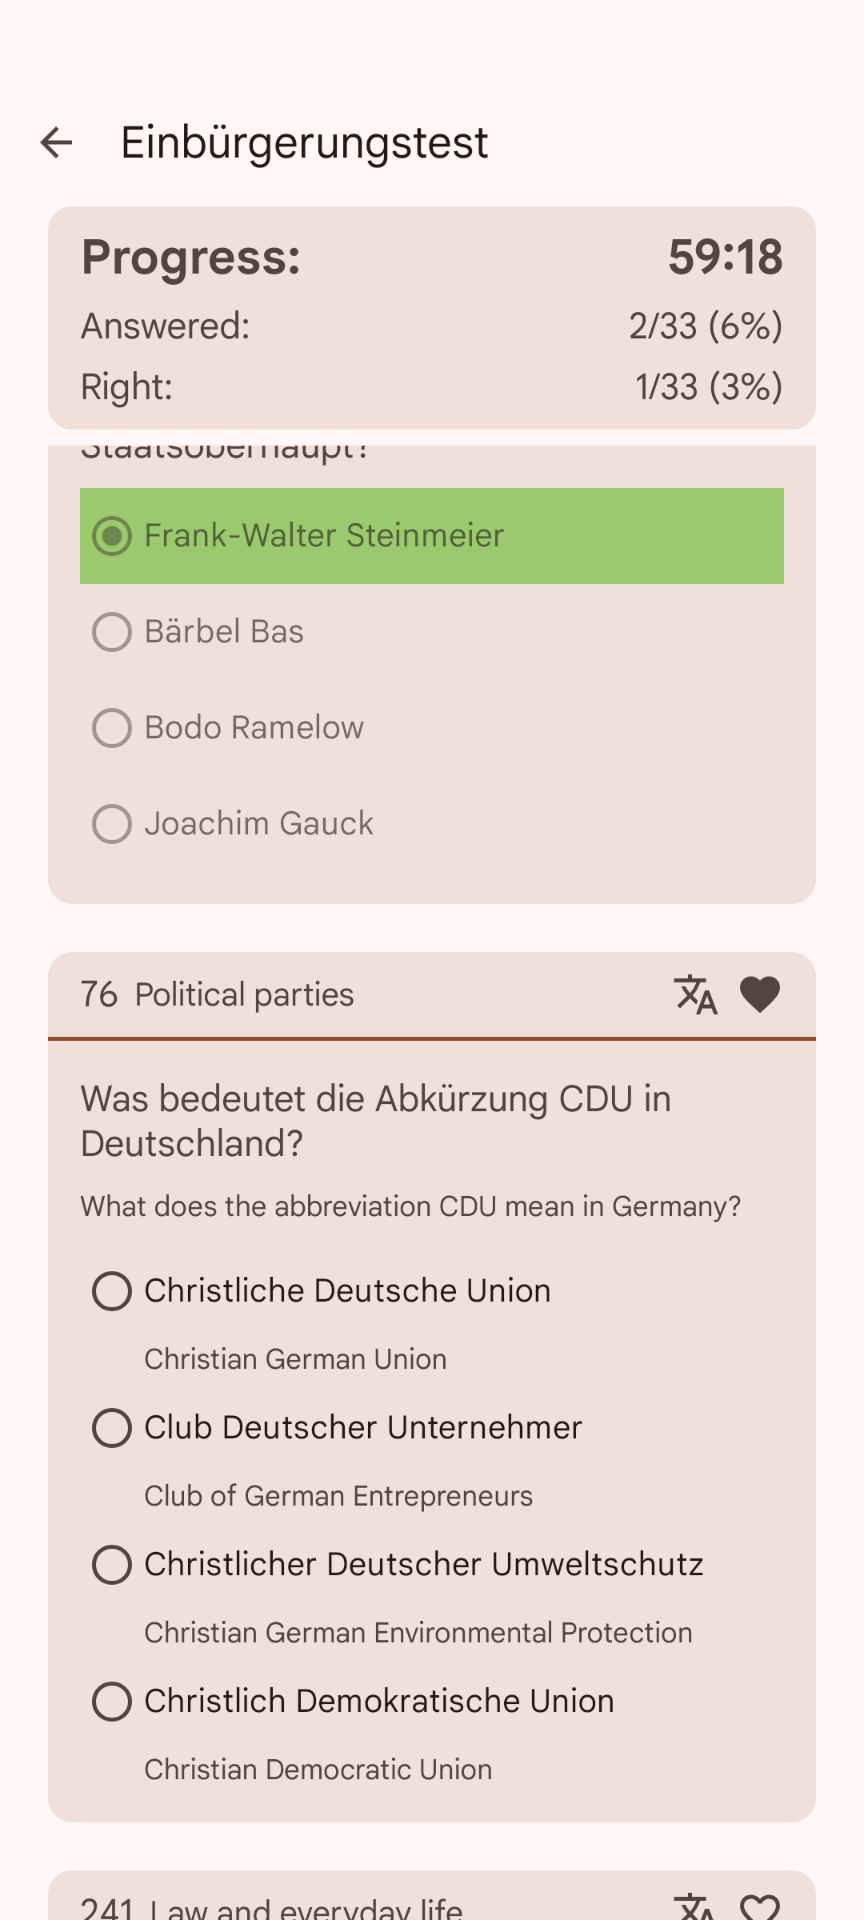 Einbürgerungstest
Progress: 59:18
Answered: 2/33 (6%)
Right: 1/33 (3%)
Staatsoberhaupt?
Frank-Walter Steinmeier
Bärbel Bas
Bodo Ramelow
Joachim Gauck
76 Political parties
Was bedeutet die Abkürzung CDU in
Deutschland?
What does the abbreviation CDU mean in Germany?
Christliche Deutsche Union
Christian German Union
Club Deutscher Unternehmer
Club of German Entrepreneurs
Christlicher Deutscher Umweltschutz
Christian German Environmental Protection
Christlich Demokratische Union
Christian Democratic Union
241 Law and everyday life